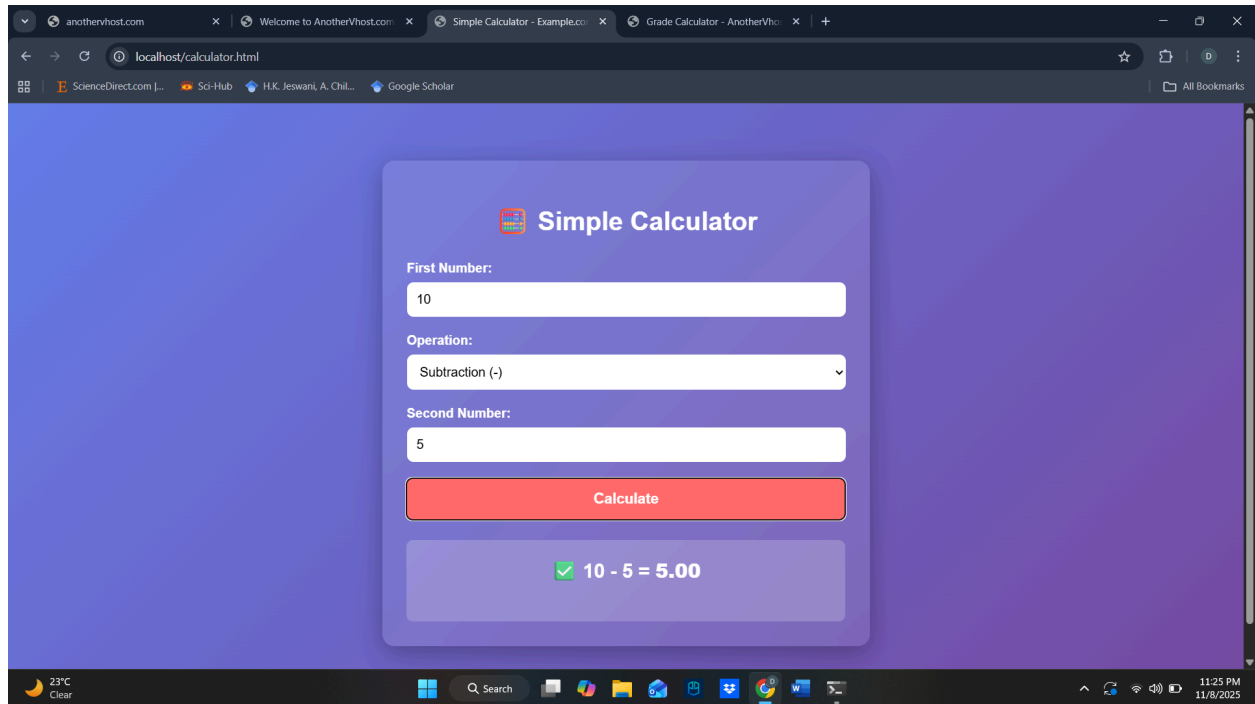 anothervhost.com
Welcome to AnotherVhost.com
Simple Calculator - Example.co
Grade Calculator - AnotherVho
localhost/calculator.html
D
ScienceDirect.com |...
Sci-Hub
H.K. Jeswani, A. Chil...
Google Scholar
All Bookmarks
Simple Calculator
First Number:
10
Operation:
Subtraction (-)
Second Number:
5
Calculate
10 - 5 = 5.00
23°C
Clear
Search
11:25 PM
11/8/2025